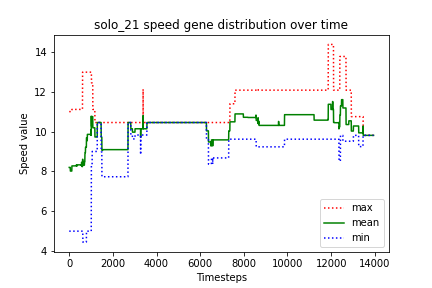 solo_21 speed gene distribution over time
Speed value
14
12
10
8
6
4
0 2000 4000 6000 8000 10000 12000 14000
Timesteps
max
mean
min